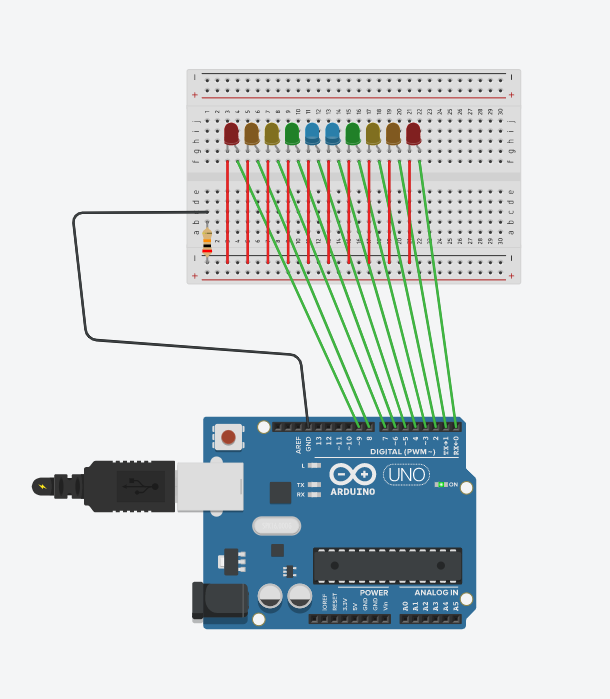 − −
+ +
1 2 3 4 5 6 7 8 9 10 11 12 13 14 15 16 17 18 19 20 21 22 23 24 25 26 27 28 29 30
j j
i i
h h
g g
f f
e e
d d
c c
b b
a a
− −
+ +
AREF
GND
13
12
~11
~10
~9
8
7
~6
~5
4
~3
2
TX→1
RX←0
DIGITAL (PWM~)
L
TX
RX
ARDUINO
UNO
ON
IOREF
RESET
3.3V
5V
GND
GND
Vin
POWER
ANALOG IN
A0
A1
A2
A3
A4
A5